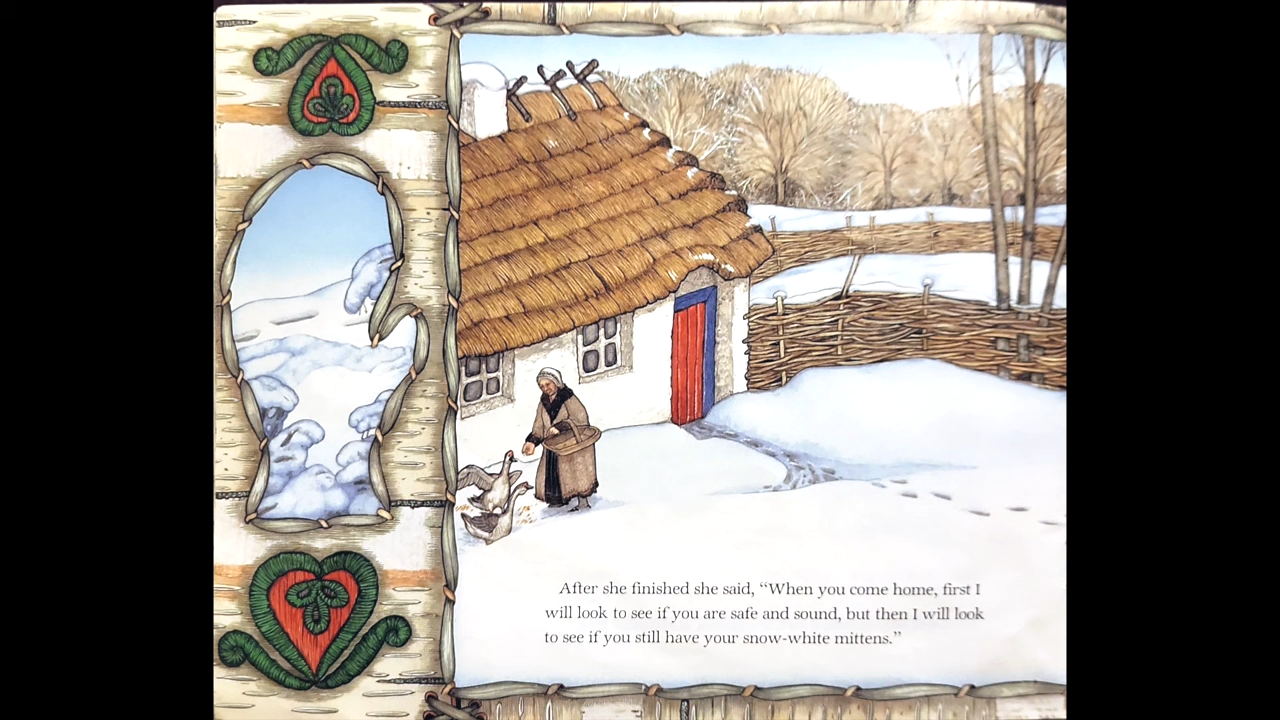 After she finished she said, “When you come home, first I
will look to see if you are safe and sound, but then I will look
to see if you still have your snow-white mittens.”